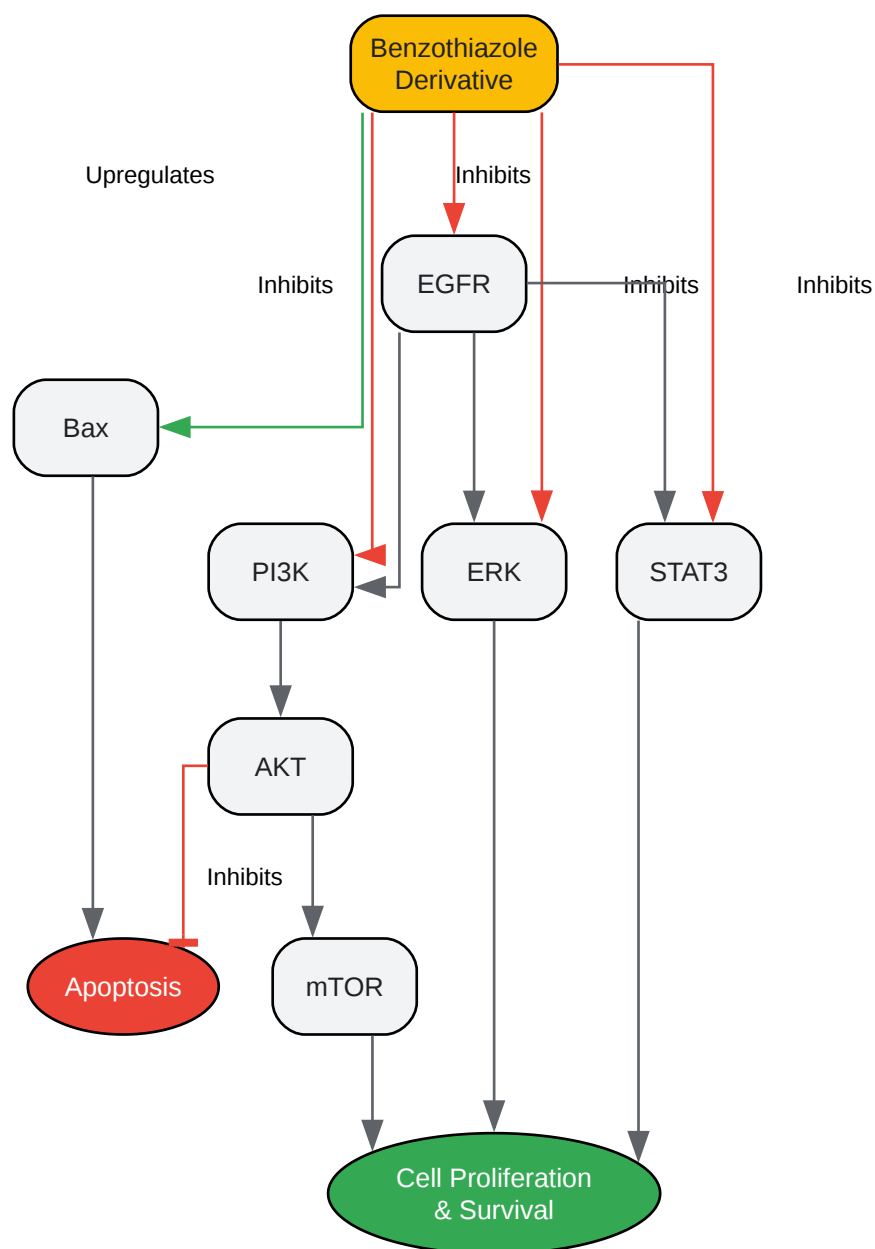 Benzothiazole
Derivative
Upregulates
Inhibits
EGFR
Inhibits
Inhibits
Inhibits
Bax
PI3K
ERK
STAT3
AKT
Inhibits
Apoptosis
mTOR
Cell Proliferation
& Survival